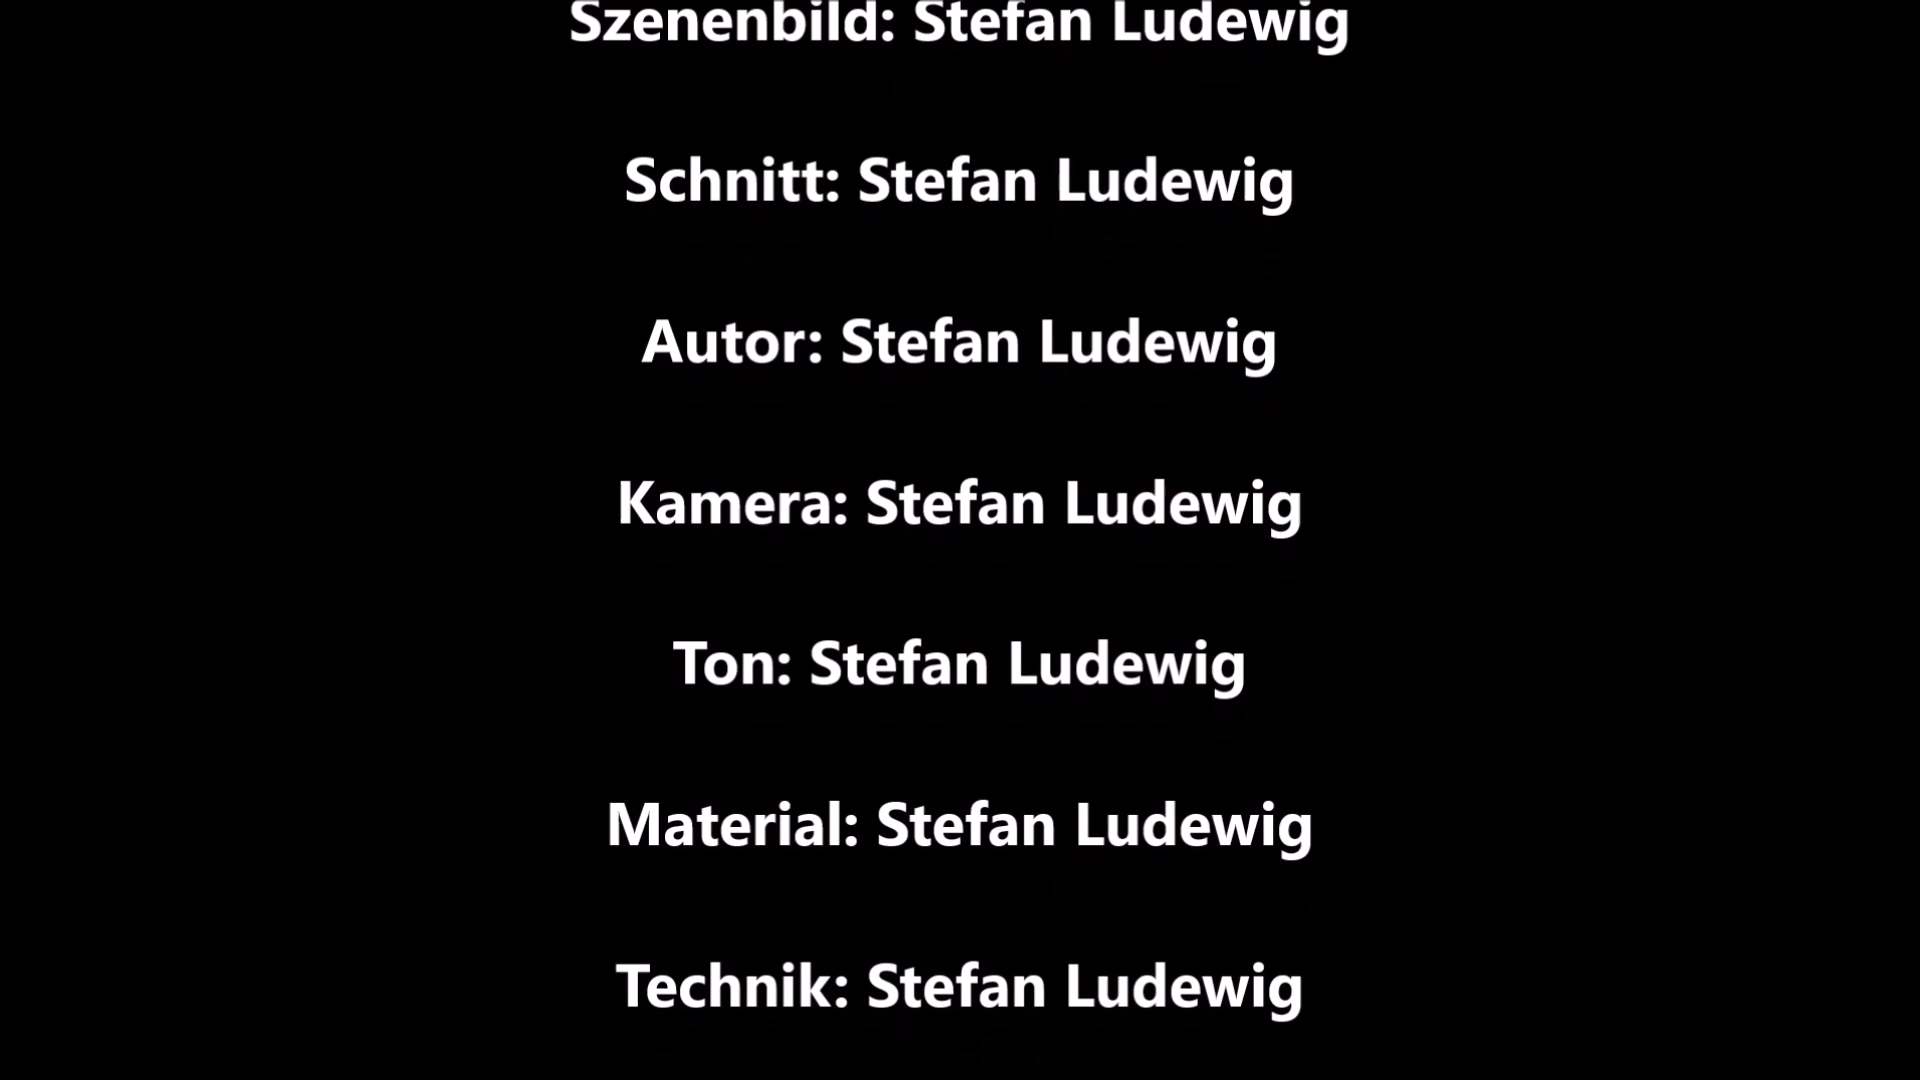 Szenenbild: Stefan Ludewig
Schnitt: Stefan Ludewig
Autor: Stefan Ludewig
Kamera: Stefan Ludewig
Ton: Stefan Ludewig
Material: Stefan Ludewig
Technik: Stefan Ludewig